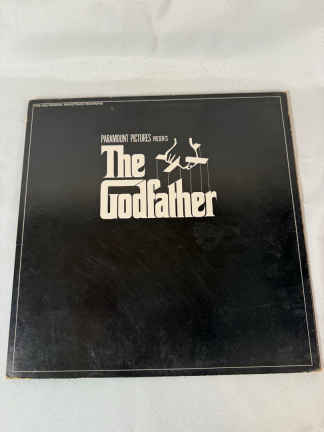 PARAMOUNT PICTURES PRESENTS
The
Godfather